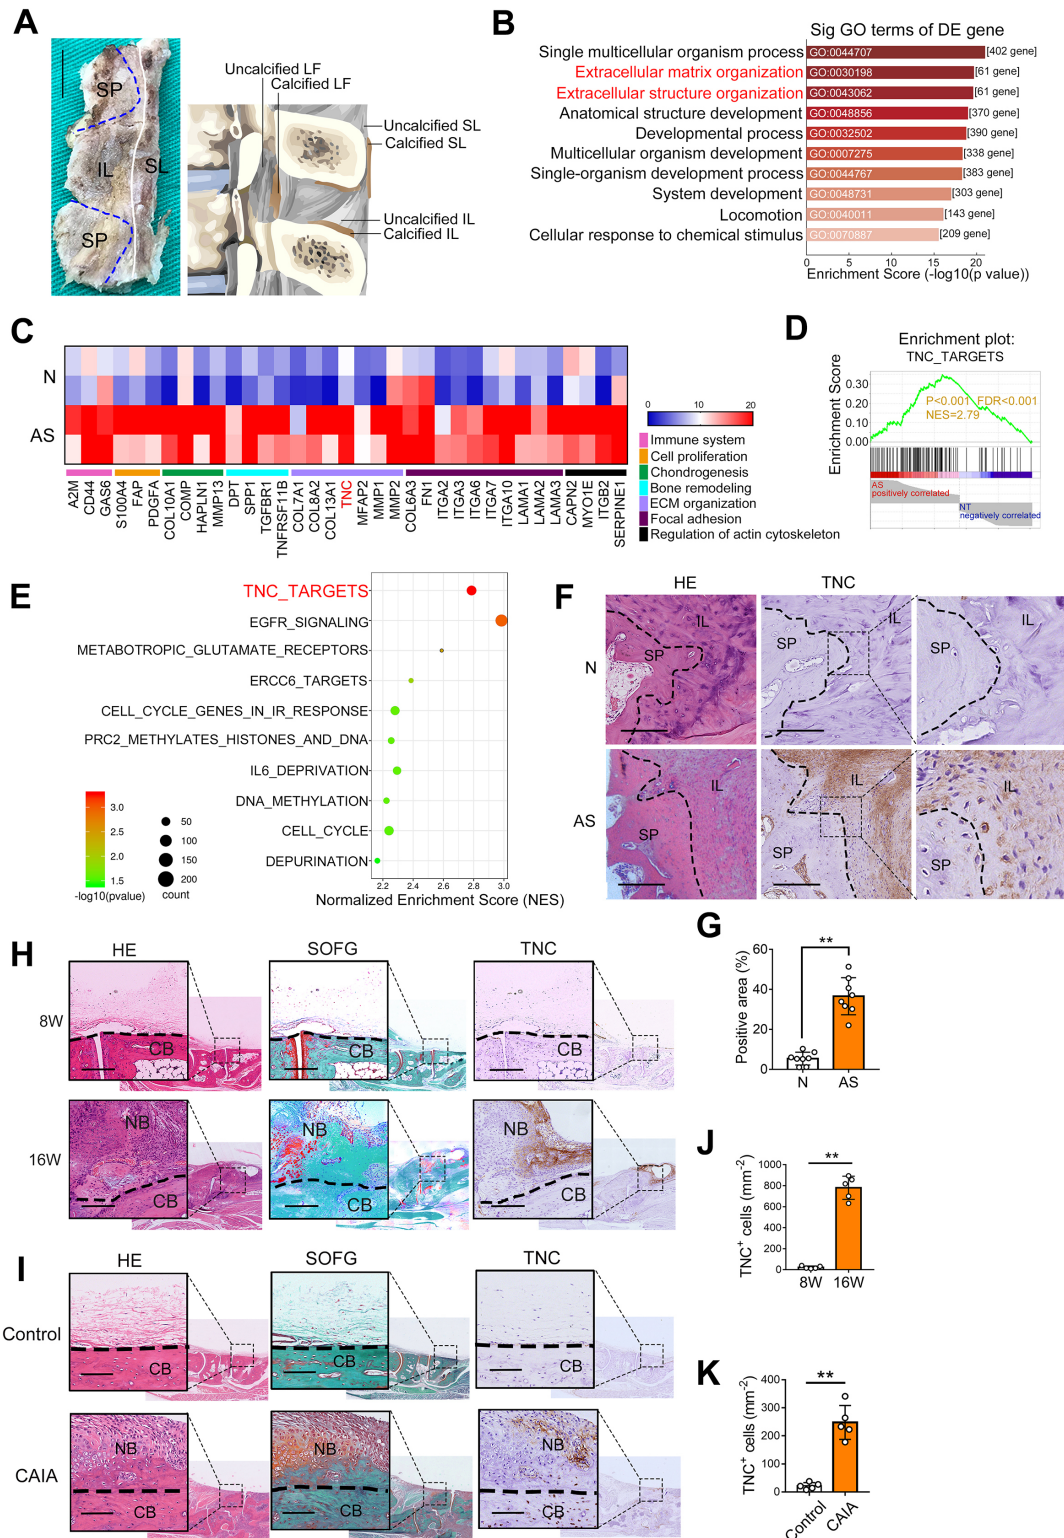 A
SP
IL
SL
SP
Uncalcified LF
Calcified LF
Uncalcified SL
Calcified SL
Uncalcified IL
Calcified IL
B
Sig GO terms of DE gene
Single multicellular organism process GO:0044707 [402 gene]
Extracellular matrix organization GO:0030198 [61 gene]
Extracellular structure organization GO:0043062 [61 gene]
Anatomical structure development GO:0048856 [370 gene]
Developmental process GO:0032502 [390 gene]
Multicellular organism development GO:0007275 [338 gene]
Single-organism development process GO:0044767 [383 gene]
System development GO:0048731 [303 gene]
Locomotion GO:0040011 [143 gene]
Cellular response to chemical stimulus GO:0070887 [209 gene]
0 5 10 15 20
Enrichment Score (-log10(p value))
C
N
AS
A2M CD44 GAS6 S100A4 FAP PDGFA COL10A1 COMP HAPLN1 MMP13 DPT SPP1 TGFBR1 TNFRSF11B COL7A1 COL8A2 COL13A1 TNC MFAP2 MMP1 MMP2 COL6A3 FN1 ITGA2 ITGA3 ITGA6 ITGA7 ITGA10 LAMA1 LAMA2 LAMA3 CAPN2 MYO1E ITGB2 SERPINE1
0 10 20
Immune system
Cell proliferation
Chondrogenesis
Bone remodeling
ECM organization
Focal adhesion
Regulation of actin cytoskeleton
D
Enrichment plot:
TNC_TARGETS
Enrichment Score
0.30
0.20
0.10
0.00
P<0.001 FDR<0.001
NES=2.79
AS
positively correlated
NT
negatively correlated
E
TNC_TARGETS
EGFR_SIGNALING
METABOTROPIC_GLUTAMATE_RECEPTORS
ERCC6_TARGETS
CELL_CYCLE_GENES_IN_IR_RESPONSE
PRC2_METHYLATES_HISTONES_AND_DNA
IL6_DEPRIVATION
DNA_METHYLATION
CELL_CYCLE
DEPURINATION
2.2 2.4 2.6 2.8 3.0
Normalized Enrichment Score (NES)
3.0
2.5
2.0
1.5
-log10(pvalue)
50
100
150
200
count
F
HE
TNC
N
SP
IL
SP
IL
SP
IL
AS
SP
IL
SP
IL
SP
IL
G
Positive area (%)
60
40
20
0
**
N AS
H
HE
SOFG
TNC
8W
CB
CB
CB
16W
NB
CB
NB
CB
NB
CB
I
HE
SOFG
TNC
Control
CB
CB
CB
CAIA
NB
CB
NB
CB
NB
CB
J
TNC+ cells (mm-2)
1000
800
600
400
200
0
**
8W 16W
K
TNC+ cells (mm-2)
400
300
200
100
0
**
Control
CAIA